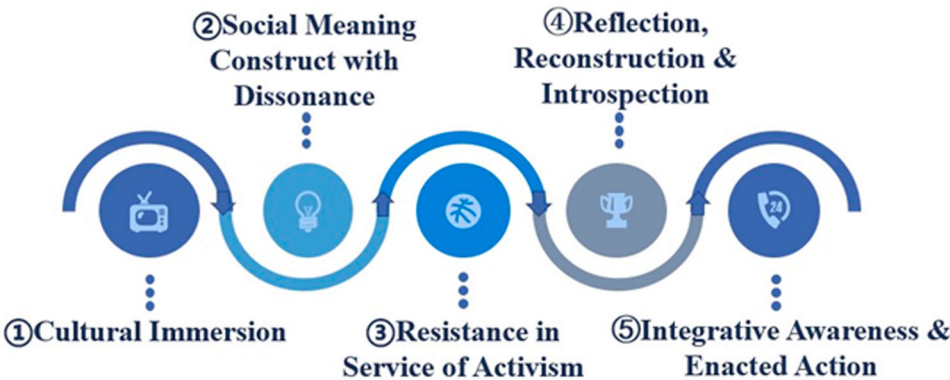 ①Cultural Immersion
②Social Meaning
Construct with
Dissonance
③Resistance in
Service of Activism
④Reflection,
Reconstruction &
Introspection
⑤Integrative Awareness &
Enacted Action
24